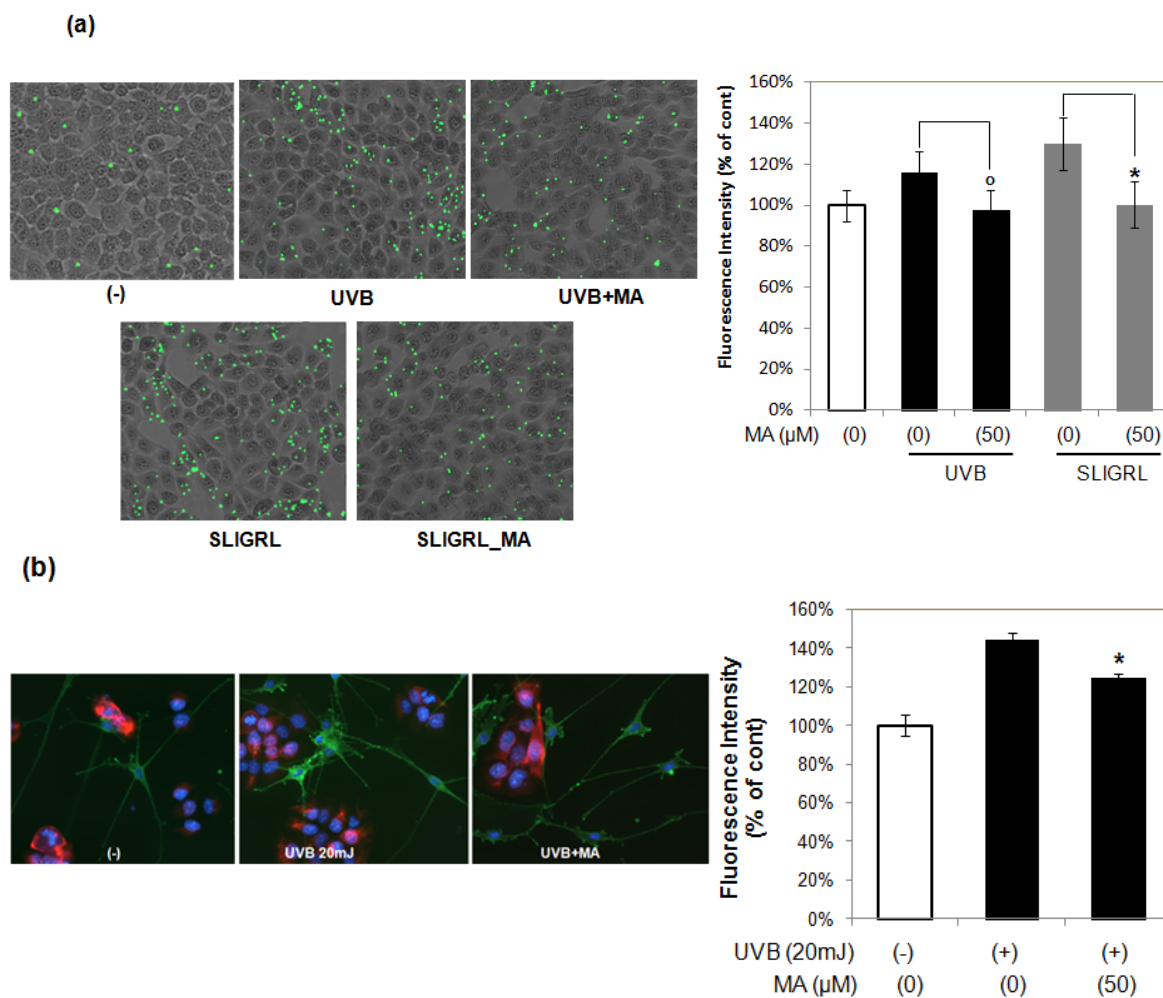 (a)
(-)
UVB
UVB+MA
SLIGRL
SLIGRL_MA
Fluorescence Intensity (% of cont)
160%
140%
120%
100%
80%
60%
40%
20%
0%
o
*
MA (µM) (0) (0) (50) (0) (50)
UVB SLIGRL
(b)
(-)
UVB 20mJ
UVB+MA
Fluorescence Intensity
(% of cont)
160%
140%
120%
100%
80%
60%
40%
20%
0%
*
UVB (20mJ) (-) (+) (+)
MA (µM) (0) (0) (50)